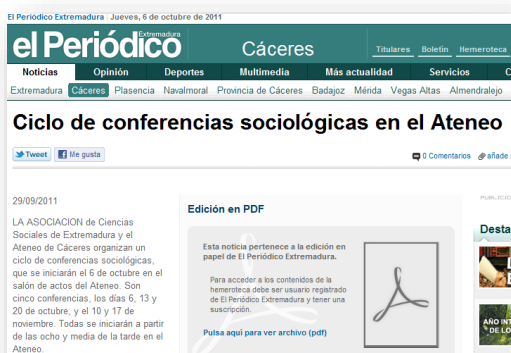 El Periódico Extremadura | Jueves, 6 de octubre de 2011
el Periódico
Extremadura
Cáceres
Titulares Boletín Hemeroteca
Noticias Opinión Deportes Multimedia Más actualidad Servicios C
Extremadura Cáceres Plasencia Navalmoral Provincia de Cáceres Badajoz Mérida Vegas Altas Almendralejo
Ciclo de conferencias sociológicas en el Ateneo
Tweet Me gusta
0 Comentarios añade
PUBLICID
29/09/2011
LA ASOCIACION de Ciencias
Sociales de Extremadura y el
Ateneo de Cáceres organizan un
ciclo de conferencias sociológicas,
que se iniciarán el 6 de octubre en el
salón de actos del Ateneo. Son
cinco conferencias, los días 6, 13 y
20 de octubre, y el 10 y 17 de
noviembre. Todas se iniciarán a partir
de las ocho y media de la tarde en el
Ateneo.
Edición en PDF
Esta noticia pertenece a la edición en
papel de El Periódico Extremadura.
Para acceder a los contenidos de la
hemeroteca debe ser usuario registrado
de El Periódico Extremadura y tener una
suscripción.
Pulsa aquí para ver archivo (pdf)
Desta
AÑO INT
DE LO